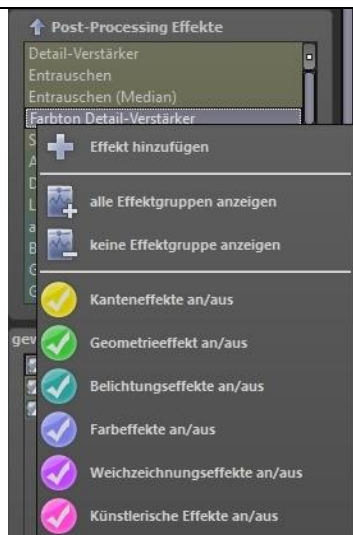 Post-Processing Effekte
Detail-Verstärker
Entrauschen
Entrauschen (Median)
Farbton Detail-Verstärker
S
Effekt hinzufügen
A
D
L
alle Effektgruppen anzeigen
a
B
keine Effektgruppe anzeigen
G
G
Kanteneffekte an/aus
gew
Geometrieeffekt an/aus
Belichtungseffekte an/aus
Farbeffekte an/aus
Weichzeichnungseffekte an/aus
Künstlerische Effekte an/aus